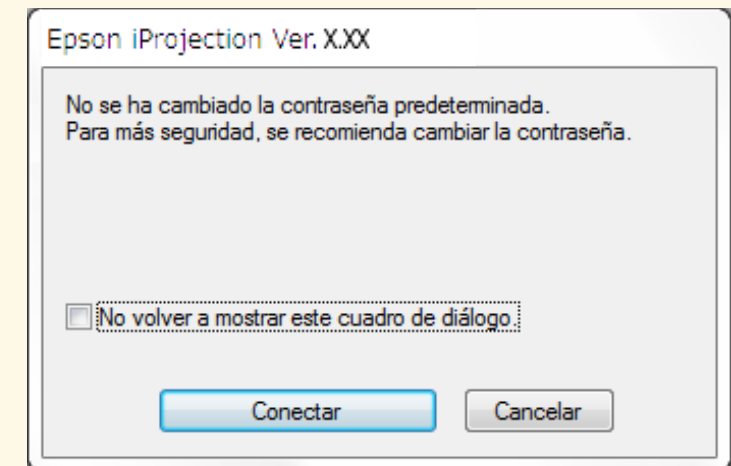 Epson iProjection Ver. X.XX
No se ha cambiado la contraseña predeterminada.
Para más seguridad, se recomienda cambiar la contraseña.
No volver a mostrar este cuadro de diálogo.
Conectar
Cancelar